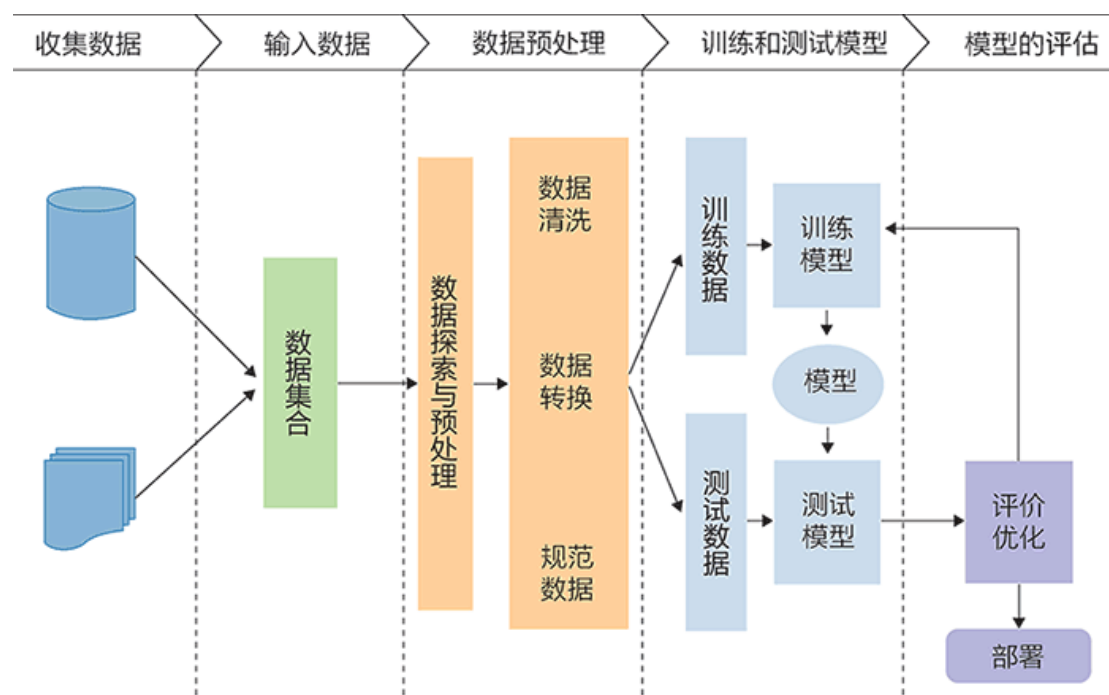 收集数据
输入数据
数据预处理
训练和测试模型
模型的评估
数据集合
数据探索与预处理
数据
清洗
数据
转换
规范
数据
训练数据
训练
模型
模型
测试数据
测试
模型
评价
优化
部署